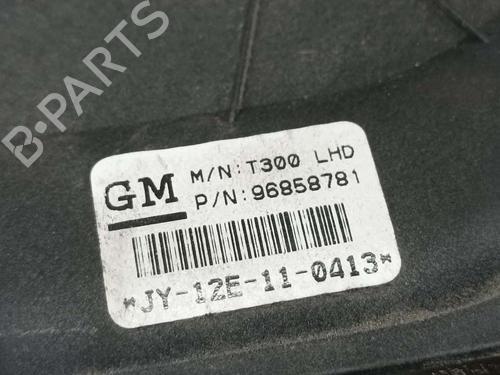 B-PARTS
GM
M/N:T300 LHD
P/N:96858781
*JY-12E-11-0413*